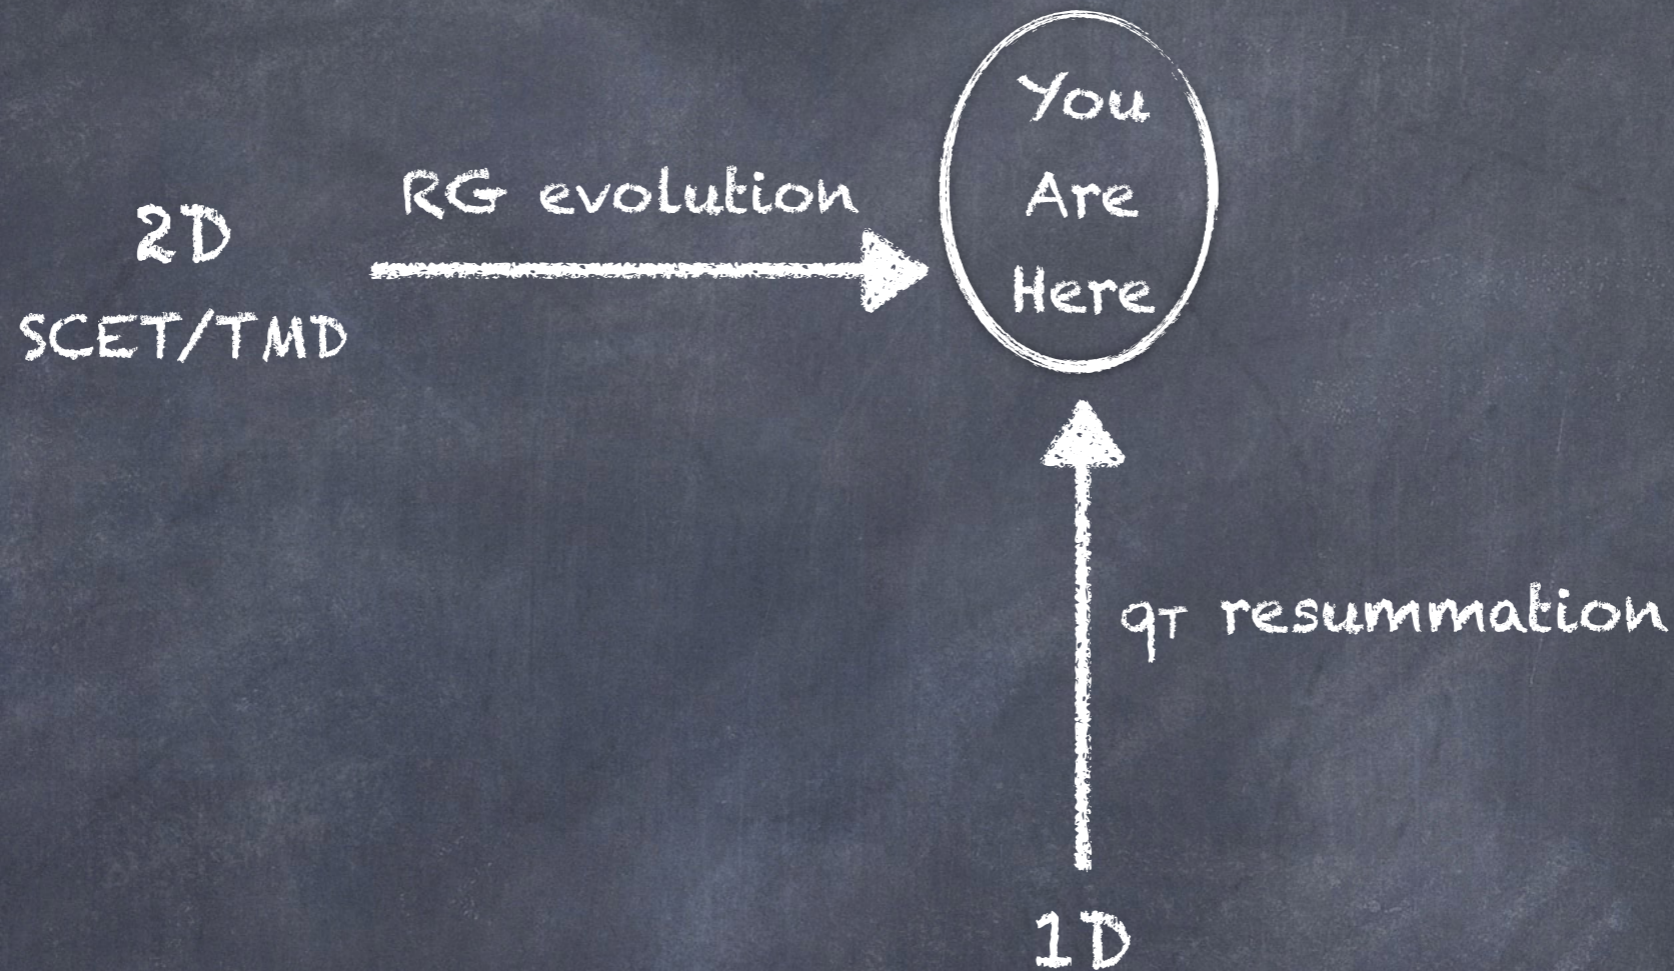 You
Are
Here
RG evolution
2D
SCET/TMD
qT resummation
1D